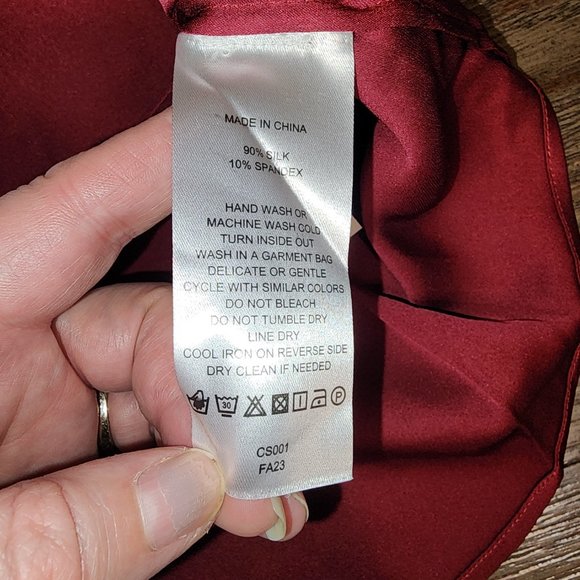 MADE IN CHINA
90% SILK
10% SPANDEX
HAND WASH OR
MACHINE WASH COLD
TURN INSIDE OUT
WASH IN A GARMENT BAG
DELICATE OR GENTLE
CYCLE WITH SIMILAR COLORS
DO NOT BLEACH
DO NOT TUMBLE DRY
LINE DRY
COOL IRON ON REVERSE SIDE
DRY CLEAN IF NEEDED
30 P
CS001
FA23